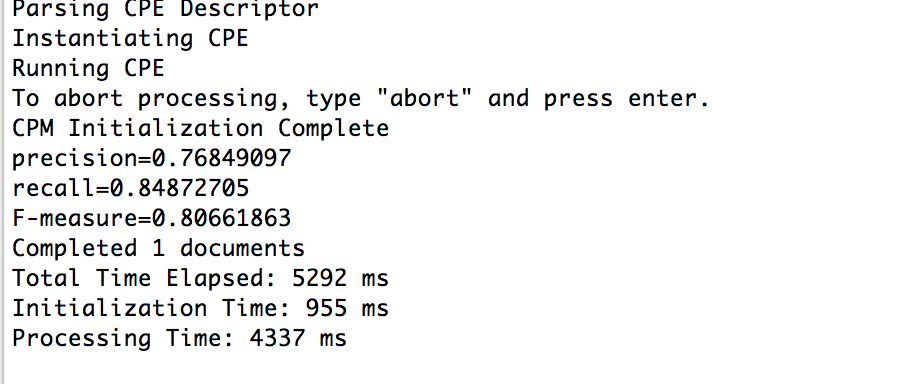 Parsing CPE Descriptor
Instantiating CPE
Running CPE
To abort processing, type "abort" and press enter.
CPM Initialization Complete
precision=0.76849097
recall=0.84872705
F-measure=0.80661863
Completed 1 documents
Total Time Elapsed: 5292 ms
Initialization Time: 955 ms
Processing Time: 4337 ms